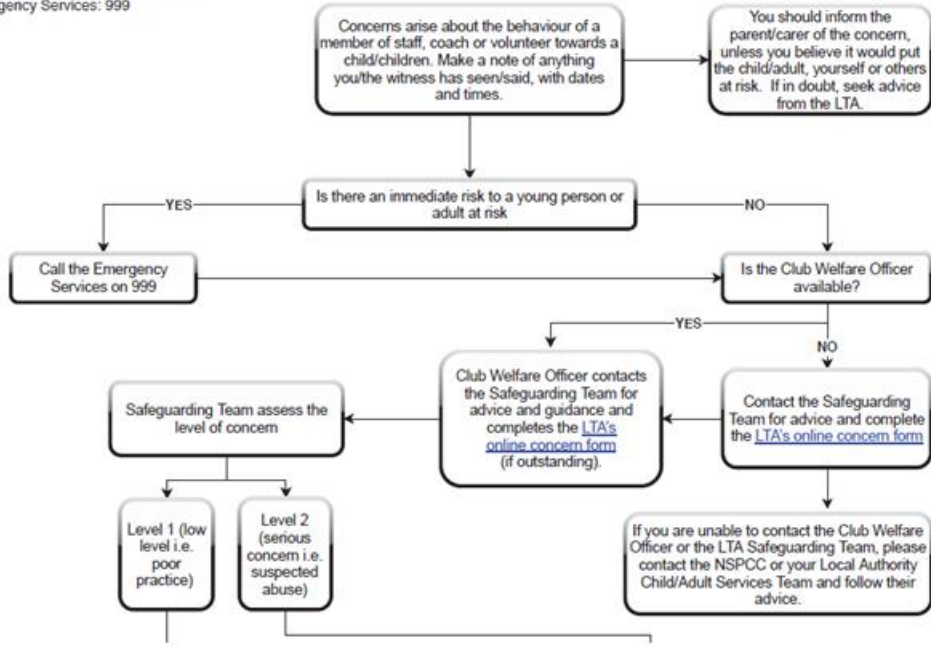 gency Services: 999
Concerns arise about the behaviour of a
member of staff, coach or volunteer towards a
child/children. Make a note of anything
you/the witness has seen/said, with dates
and times.
You should inform the
parent/carer of the concern,
unless you believe it would put
the child/adult, yourself or others
at risk. If in doubt, seek advice
from the LTA.
Is there an immediate risk to a young person or
adult at risk
YES
NO
Call the Emergency
Services on 999
Is the Club Welfare Officer
available?
YES
NO
Club Welfare Officer contacts
the Safeguarding Team for
advice and guidance and
completes the LTA's
online concern form
(if outstanding).
Contact the Safeguarding
Team for advice and complete
the LTA's online concern form
Safeguarding Team assess the
level of concern
Level 1 (low
level i.e.
poor
practice)
Level 2
(serious
concern i.e.
suspected
abuse)
If you are unable to contact the Club Welfare
Officer or the LTA Safeguarding Team, please
contact the NSPCC or your Local Authority
Child/Adult Services Team and follow their
advice.